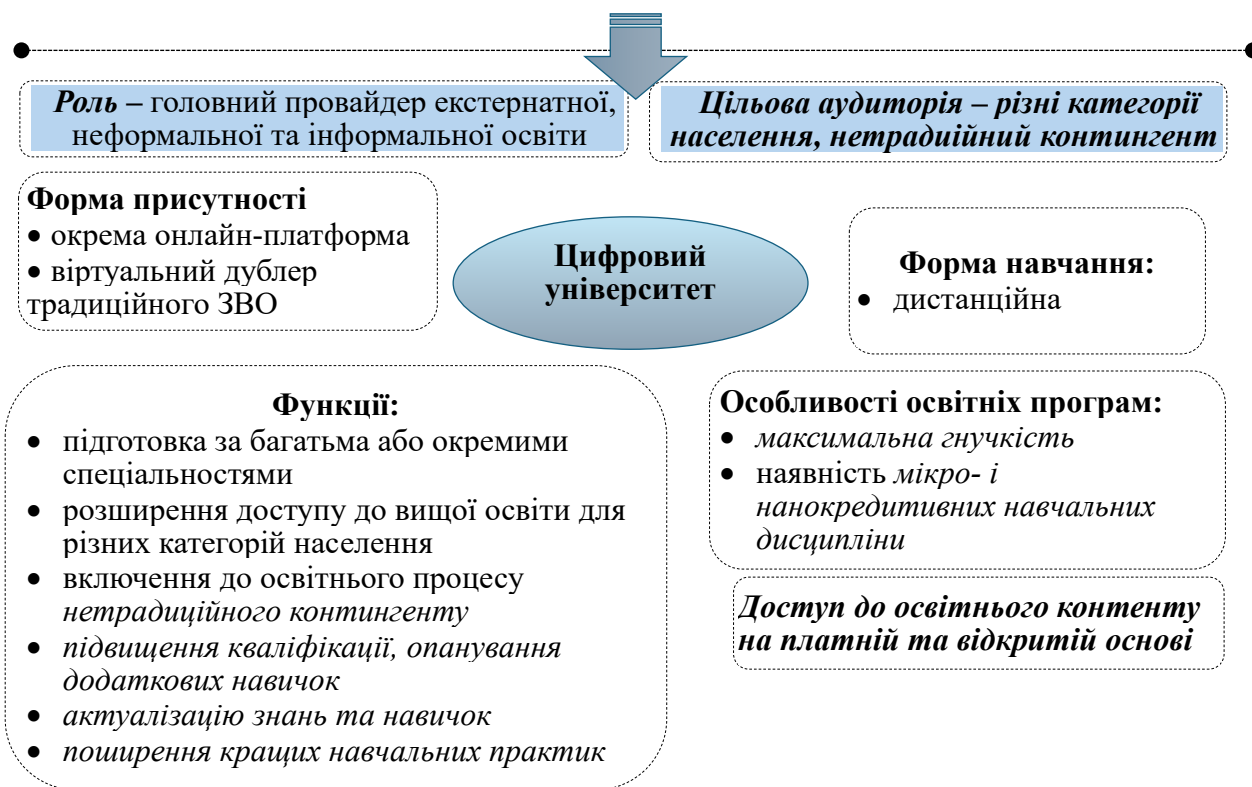 Роль – головний провайдер екстернатної,
неформальної та інформальної освіти
Цільова аудиторія – різні категорії
населення, нетрадиійний контингент
Форма присутності
• окрема онлайн-платформа
• віртуальний дублер
традиційного ЗВО
Цифровий
університет
Форма навчання:
• дистанційна
Функції:
• підготовка за багатьма або окремими
спеціальностями
• розширення доступу до вищої освіти для
різних категорій населення
• включення до освітнього процесу
нетрадиційного контингенту
• підвищення кваліфікації, опанування
додаткових навичок
• актуалізацію знань та навичок
• поширення кращих навчальних практик
Особливості освітніх програм:
• максимальна гнучкість
• наявність мікро- і
нанокредитивних навчальних
дисципліни
Доступ до освітнього контенту
на платній та відкритій основі